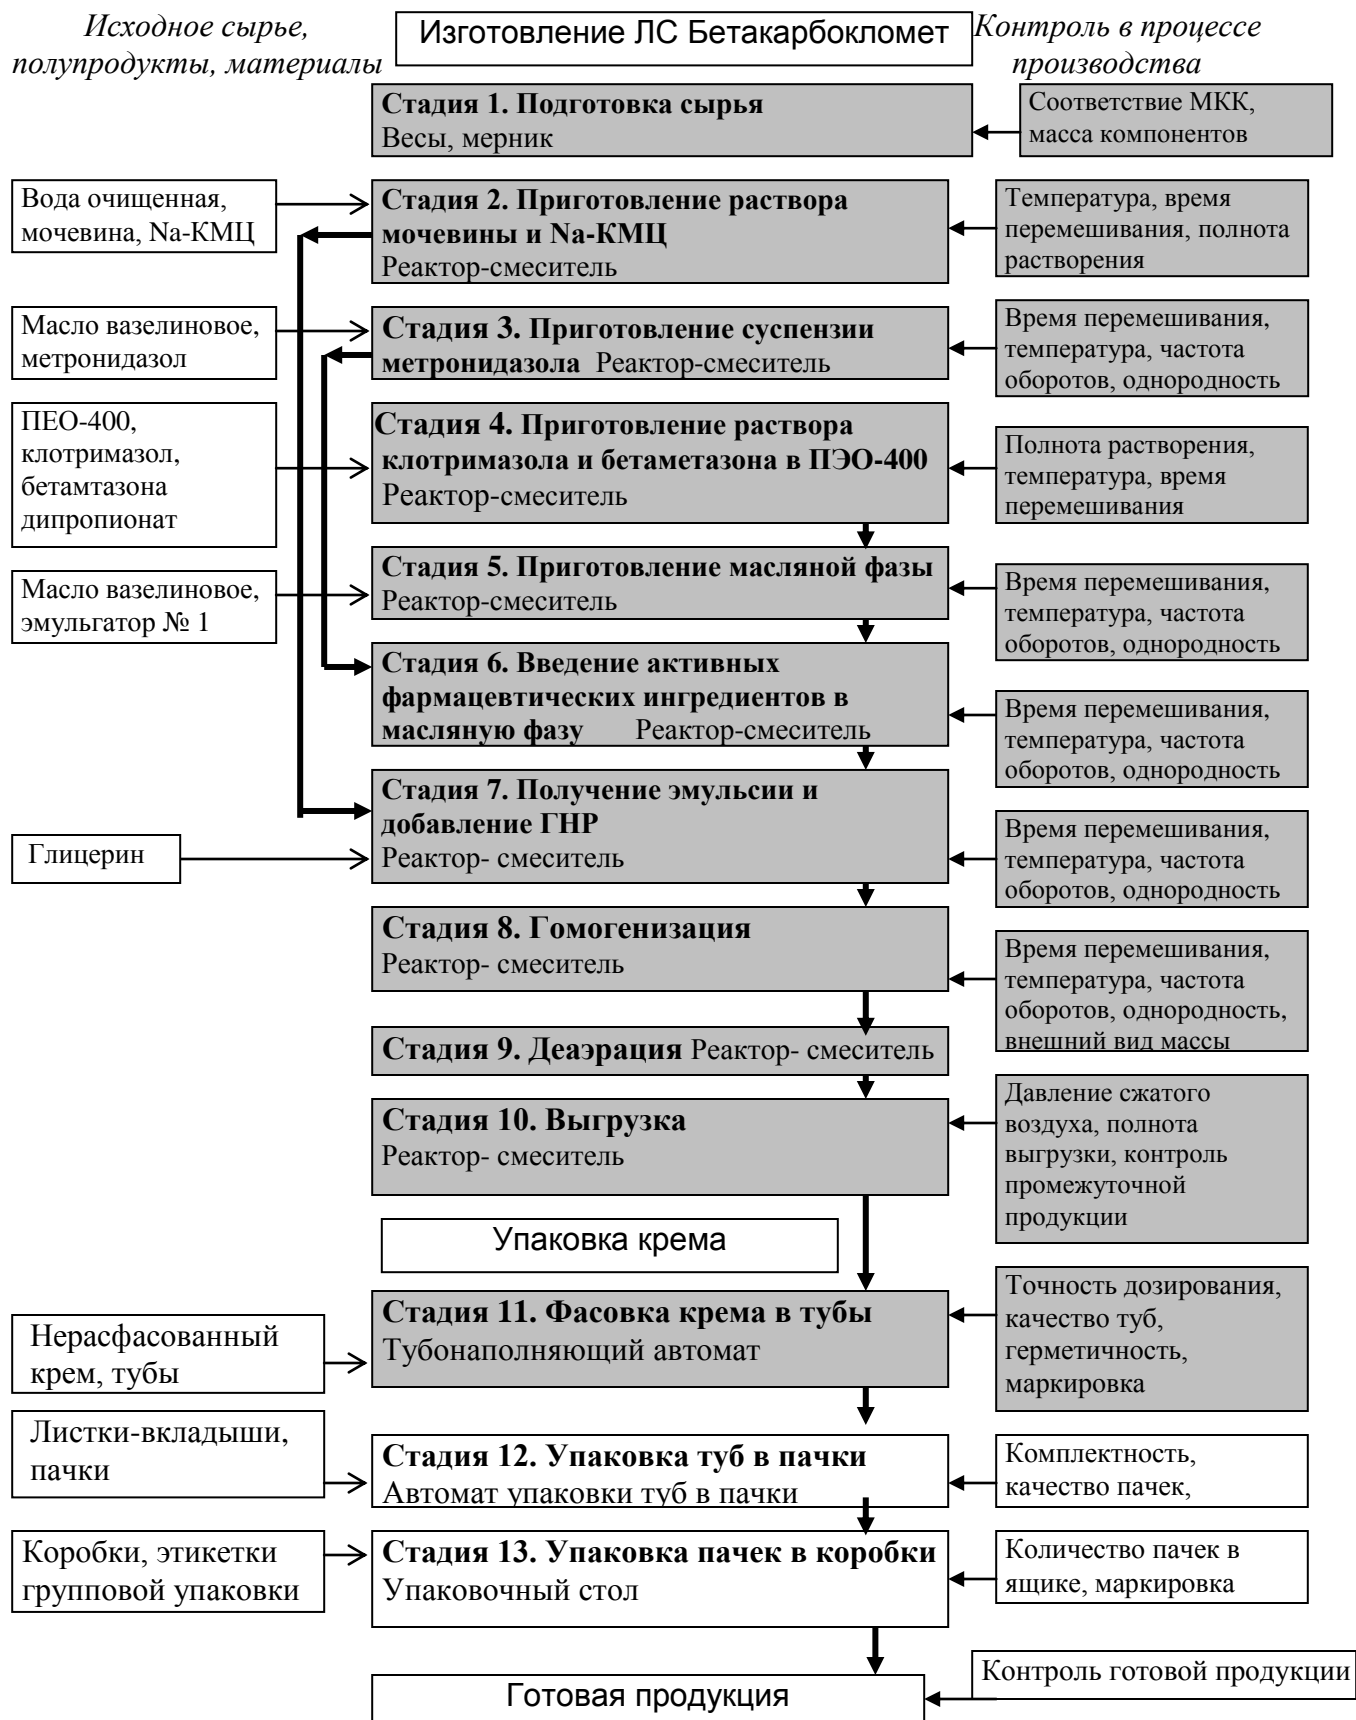 Исходное сырье,
полупродукты, материалы
Изготовление ЛС Бетакарбокломет
Контроль в процессе
производства
Стадия 1. Подготовка сырья
Весы, мерник
Соответствие МКК,
масса компонентов
Вода очищенная,
мочевина, Na-КМЦ
Стадия 2. Приготовление раствора
мочевины и Na-КМЦ
Реактор-смеситель
Температура, время
перемешивания, полнота
растворения
Масло вазелиновое,
метронидазол
Стадия 3. Приготовление суспензии
метронидазола Реактор-смеситель
Время перемешивания,
температура, частота
оборотов, однородность
ПЕО-400,
клотримазол,
бетамтазона
дипропионат
Стадия 4. Приготовление раствора
клотримазола и бетаметазона в ПЭО-400
Реактор-смеситель
Полнота растворения,
температура, время
перемешивания
Масло вазелиновое,
эмульгатор № 1
Стадия 5. Приготовление масляной фазы
Реактор-смеситель
Время перемешивания,
температура, частота
оборотов, однородность
Стадия 6. Введение активных
фармацевтических ингредиентов в
масляную фазу Реактор-смеситель
Время перемешивания,
температура, частота
оборотов, однородность
Глицерин
Стадия 7. Получение эмульсии и
добавление ГНР
Реактор- смеситель
Время перемешивания,
температура, частота
оборотов, однородность
Стадия 8. Гомогенизация
Реактор- смеситель
Время перемешивания,
температура, частота
оборотов, однородность,
внешний вид массы
Стадия 9. Деаэрация Реактор- смеситель
Стадия 10. Выгрузка
Реактор- смеситель
Давление сжатого
воздуха, полнота
выгрузки, контроль
промежуточной
продукции
Упаковка крема
Нерасфасованный
крем, тубы
Стадия 11. Фасовка крема в тубы
Тубонаполняющий автомат
Точность дозирования,
качество туб,
герметичность,
маркировка
Листки-вкладыши,
пачки
Стадия 12. Упаковка туб в пачки
Автомат упаковки туб в пачки
Комплектность,
качество пачек,
Коробки, этикетки
групповой упаковки
Стадия 13. Упаковка пачек в коробки
Упаковочный стол
Количество пачек в
ящике, маркировка
Готовая продукция
Контроль готовой продукции